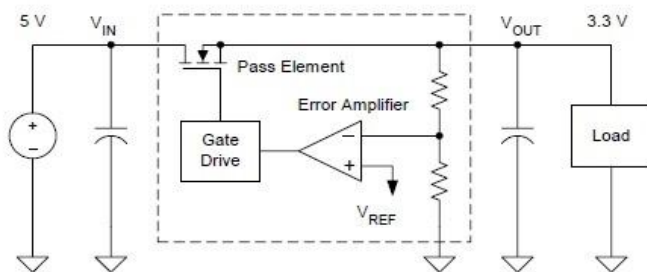 5 V
V_IN
V_OUT
3.3 V
Pass Element
Error Amplifier
Gate
Drive
+
−
−
+
Load
V_REF